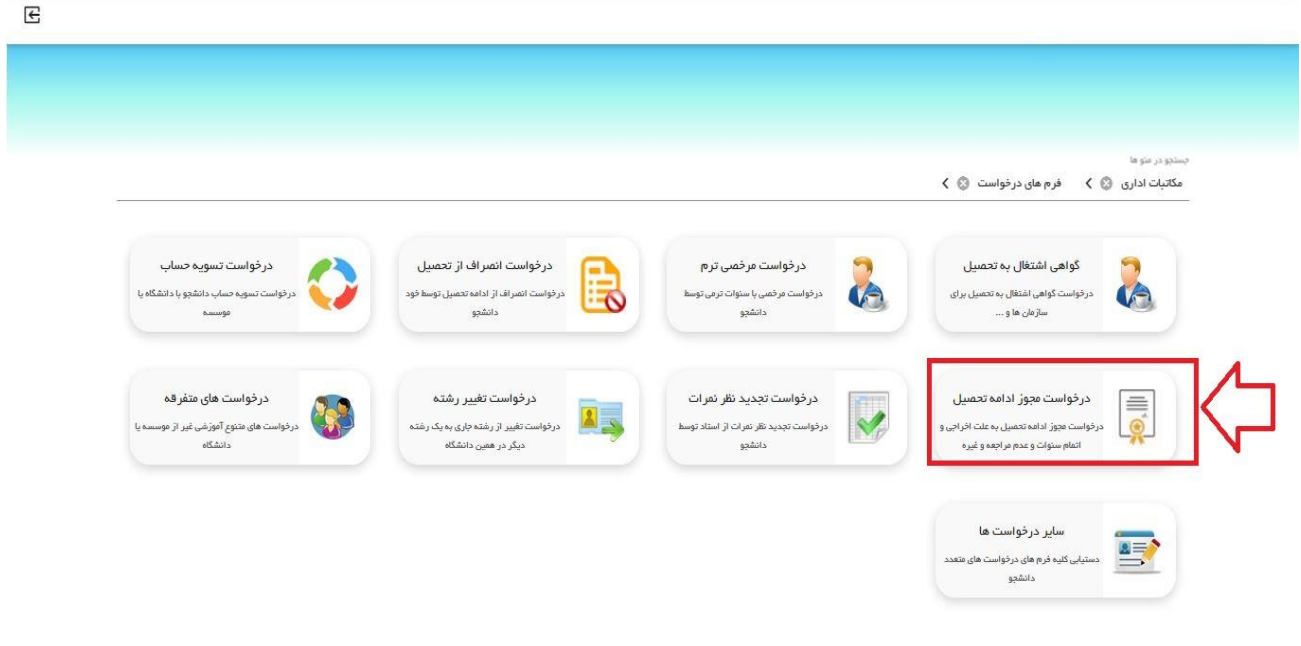 جستجو در منو ها
مکاتبات اداری
فرم های درخواست
گواهی اشتغال به تحصیل
درخواست گواهی اشتغال به تحصیل برای
سازمان ها و ...
درخواست مرخصی ترم
درخواست مرخصی با سنوات ترمی توسط
دانشجو
درخواست انصراف از تحصیل
درخواست انصراف از ادامه تحصیل توسط خود
دانشجو
درخواست تسویه حساب
درخواست تسویه حساب دانشجو با دانشگاه یا
موسسه
درخواست مجوز ادامه تحصیل
درخواست مجوز ادامه تحصیل به علت اخراجی و
اتمام سنوات و عدم مراجعه و غیره
درخواست تجدید نظر نمرات
درخواست تجدید نظر نمرات از استاد توسط
دانشجو
درخواست تغییر رشته
درخواست تغییر از رشته جاری به یک رشته
دیگر در همین دانشگاه
درخواست های متفرقه
درخواست های متنوع آموزشی غیر از موسسه یا
دانشگاه
سایر درخواست ها
دستیابی کلیه فرم های درخواست های متعدد
دانشجو